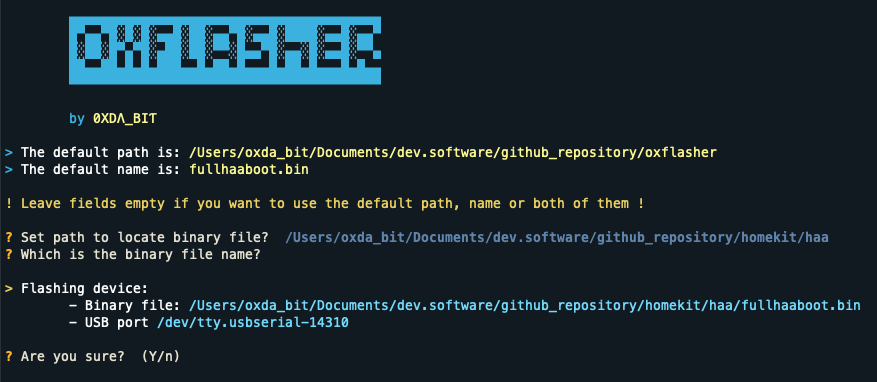 OXFLASHER
by 0XDΛ_BIT
> The default path is: /Users/oxda_bit/Documents/dev.software/github_repository/oxflasher
> The default name is: fullhaaboot.bin
! Leave fields empty if you want to use the default path, name or both of them !
? Set path to locate binary file?  /Users/oxda_bit/Documents/dev.software/github_repository/homekit/haa
? Which is the binary file name?
> Flashing device:
- Binary file: /Users/oxda_bit/Documents/dev.software/github_repository/homekit/haa/fullhaaboot.bin
- USB port /dev/tty.usbserial-14310
? Are you sure?  (Y/n)